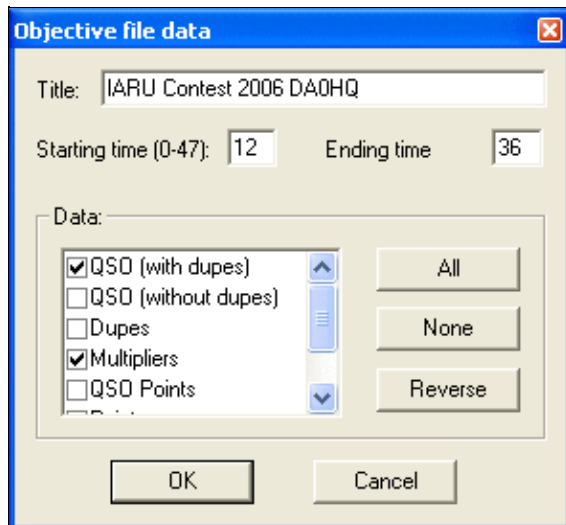 Objective file data
Title: IARU Contest 2006 DA0HQ
Starting time (0-47): 12 Ending time 36
Data:
QSO (with dupes)
QSO (without dupes)
Dupes
Multipliers
QSO Points
All
None
Reverse
OK Cancel